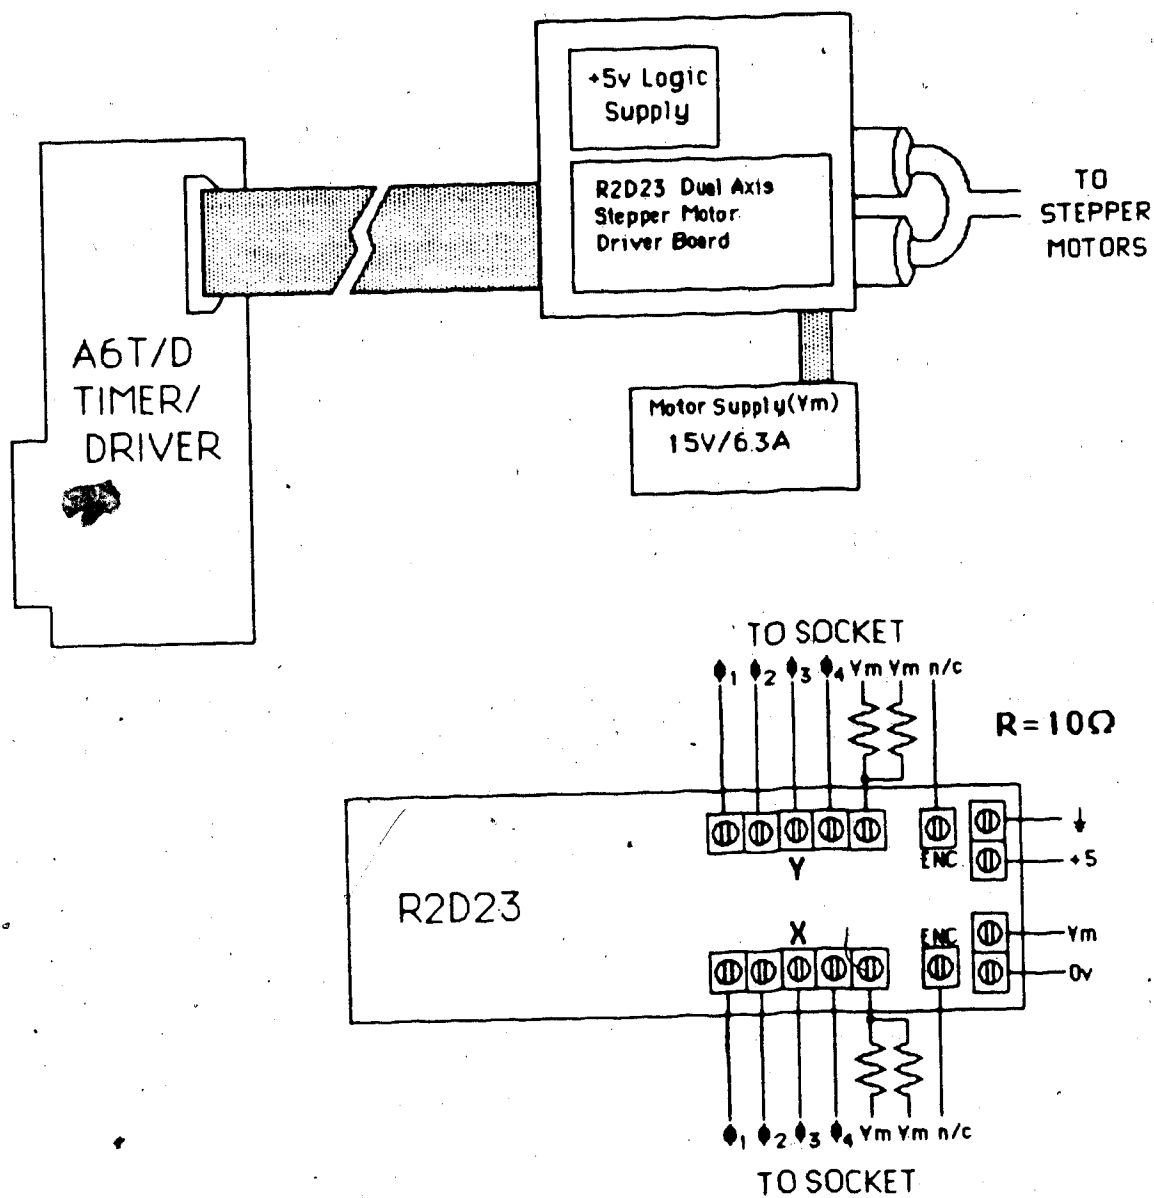 +5v Logic
Supply
R2D23 Dual Axis
Stepper Motor
Driver Board
TO
STEPPER
MOTORS
A6T/D
TIMER/
DRIVER
Motor Supply(Vm)
15V/6.3A
TO SOCKET
ϕ1 ϕ2 ϕ3 ϕ4 Vm Vm n/c
R=10Ω
ENC
+5
Y
R2D23
X
ENC
Vm
0v
ϕ1 ϕ2 ϕ3 ϕ4 Vm Vm n/c
TO SOCKET